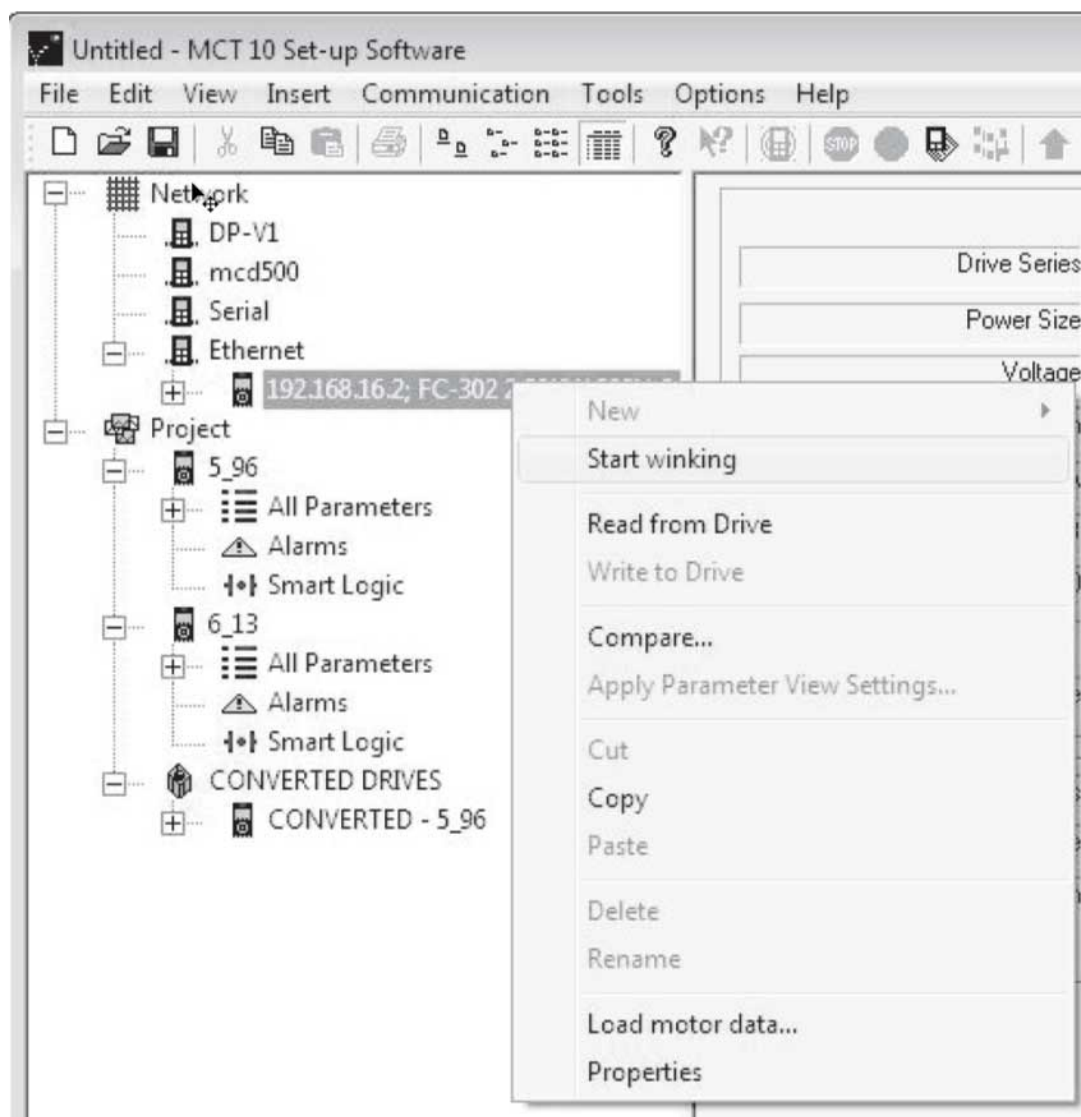 Untitled - MCT 10 Set-up Software
File Edit View Insert Communication Tools Options Help
STOP
Network
DP-V1
mcd500
Serial
Ethernet
192.168.16.2; FC-302
Project
5_96
All Parameters
Alarms
Smart Logic
6_13
All Parameters
Alarms
Smart Logic
CONVERTED DRIVES
CONVERTED - 5_96
Drive Series
Power Size
Voltage
New
Start winking
Read from Drive
Write to Drive
Compare...
Apply Parameter View Settings...
Cut
Copy
Paste
Delete
Rename
Load motor data...
Properties